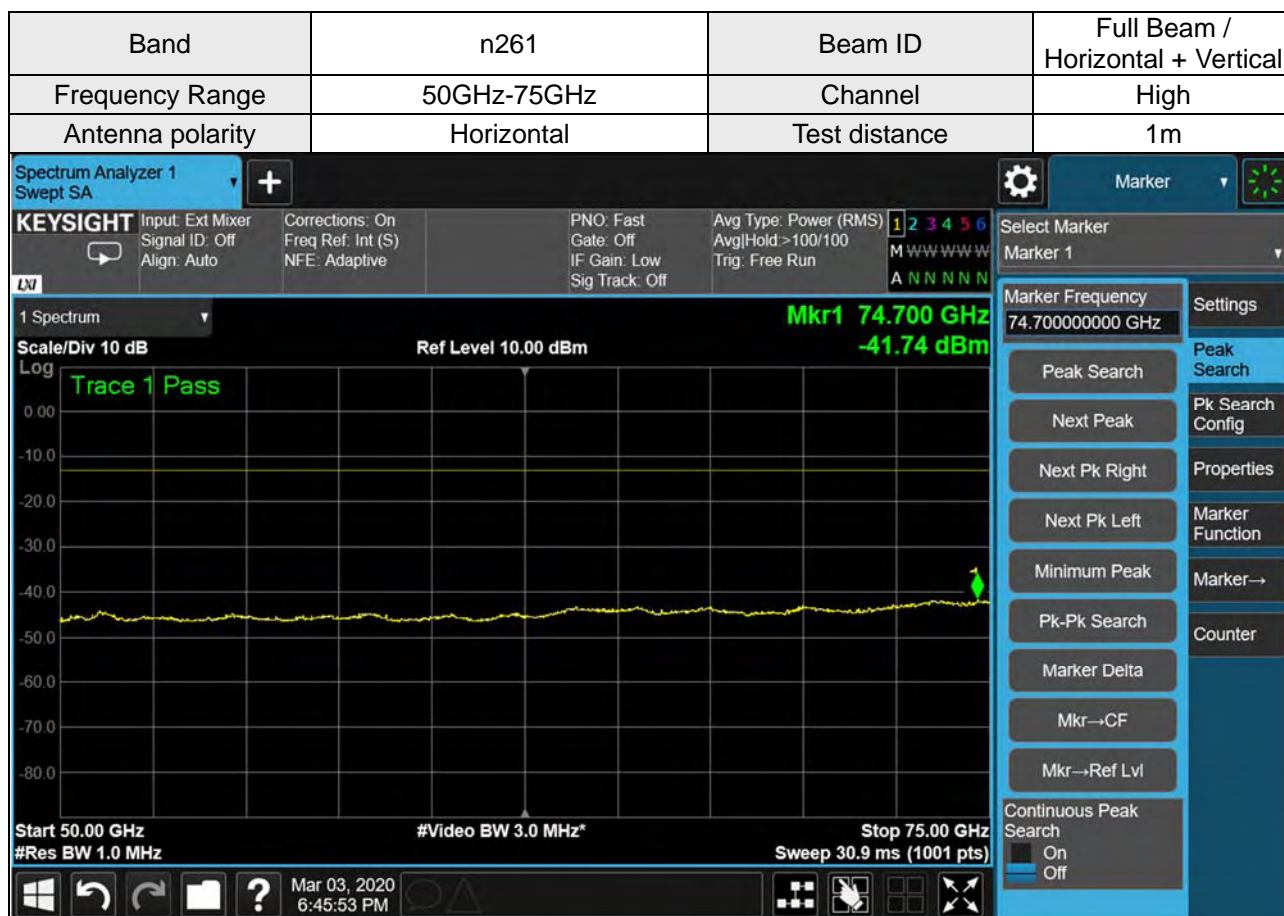 Band n261 Beam ID Full Beam /
Horizontal + Vertical
Frequency Range 50GHz-75GHz Channel High
Antenna polarity Horizontal Test distance 1m
Spectrum Analyzer 1
Swept SA
+
Marker
KEYSIGHT
LXI
Input: Ext Mixer
Signal ID: Off
Align: Auto
Corrections: On
Freq Ref: Int (S)
NFE: Adaptive
PNO: Fast
Gate: Off
IF Gain: Low
Sig Track: Off
Avg Type: Power (RMS)
Avg|Hold:>100/100
Trig: Free Run
1 2 3 4 5 6
M W W W W W
A N N N N N
Select Marker
Marker 1
1 Spectrum
Mkr1 74.700 GHz
-41.74 dBm
Scale/Div 10 dB
Ref Level 10.00 dBm
Log
Trace 1 Pass
0.00
-10.0
-20.0
-30.0
-40.0
-50.0
-60.0
-70.0
-80.0
1
Start 50.00 GHz
#Video BW 3.0 MHz*
Stop 75.00 GHz
#Res BW 1.0 MHz
Sweep 30.9 ms (1001 pts)
Marker Frequency
74.700000000 GHz
Peak Search
Next Peak
Next Pk Right
Next Pk Left
Minimum Peak
Pk-Pk Search
Marker Delta
Mkr→CF
Mkr→Ref Lvl
Continuous Peak
Search
On
Off
Settings
Peak
Search
Pk Search
Config
Properties
Marker
Function
Marker→
Counter
?
Mar 03, 2020
6:45:53 PM